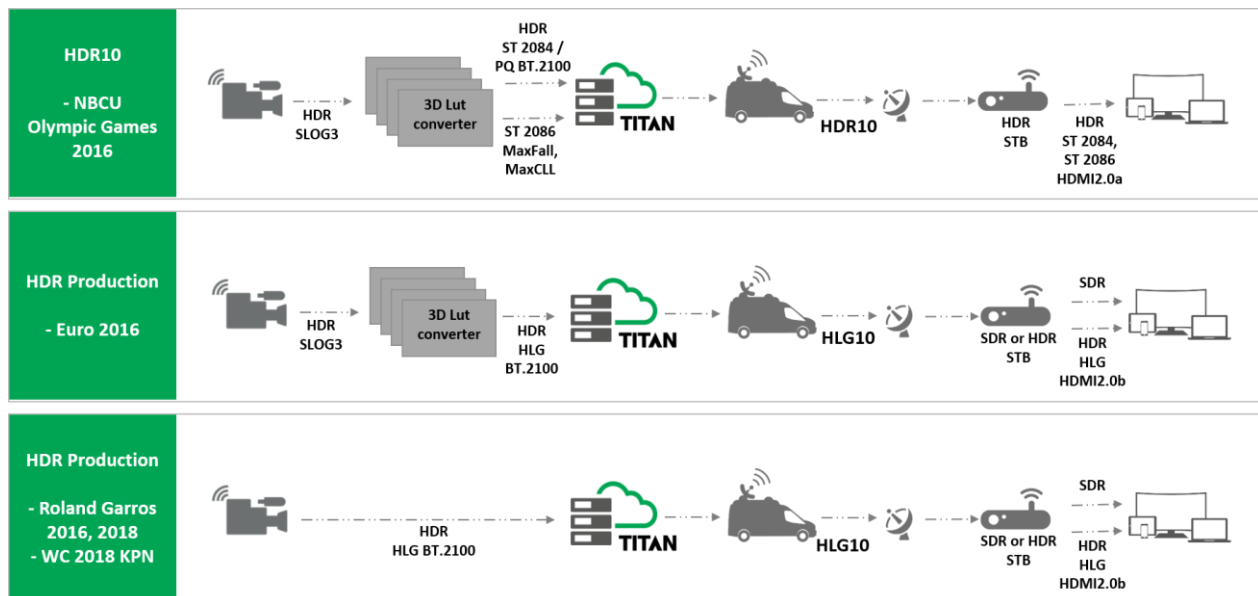 HDR10
- NBCU
Olympic Games
2016
HDR
SLOG3
3D Lut
converter
HDR
ST 2084 /
PQ BT.2100
ST 2086
MaxFall,
MaxCLL
TITAN
HDR10
HDR
STB
HDR
ST 2084,
ST 2086
HDMI2.0a
HDR Production
- Euro 2016
HDR
SLOG3
3D Lut
converter
HDR
HLG
BT.2100
TITAN
HLG10
SDR or HDR
STB
SDR
HDR
HLG
HDMI2.0b
HDR Production
- Roland Garros
2016, 2018
- WC 2018 KPN
HDR
HLG BT.2100
TITAN
HLG10
SDR or HDR
STB
SDR
HDR
HLG
HDMI2.0b